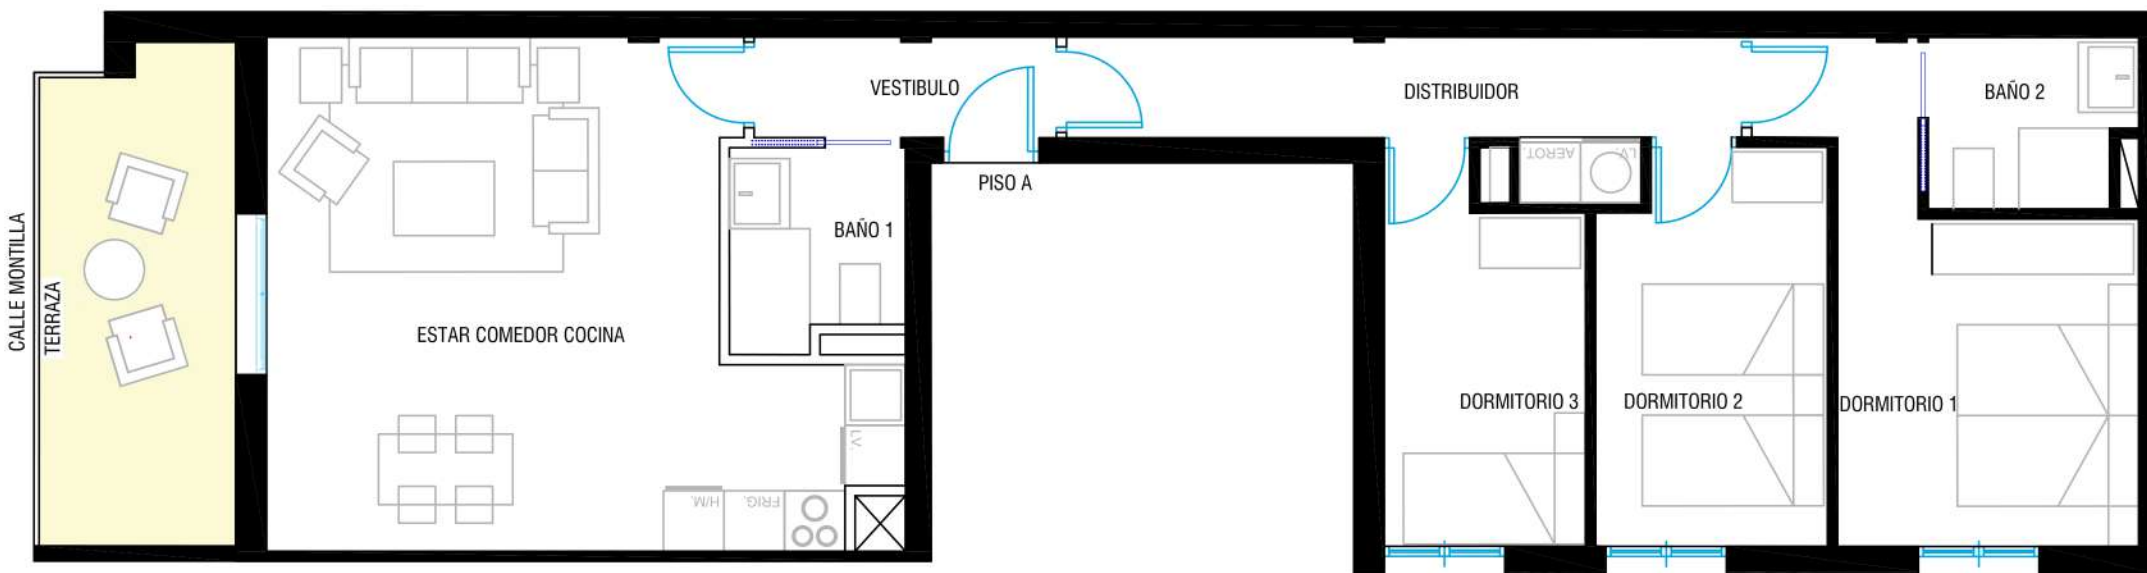 CALLE MONTILLA
TERRAZA
ESTAR COMEDOR COCINA
VESTIBULO
BAÑO 1
PISO A
DISTRIBUIDOR
BAÑO 2
AEROT.
LV.
DORMITORIO 3
DORMITORIO 2
DORMITORIO 1
LV.
H/M.
FRIG.